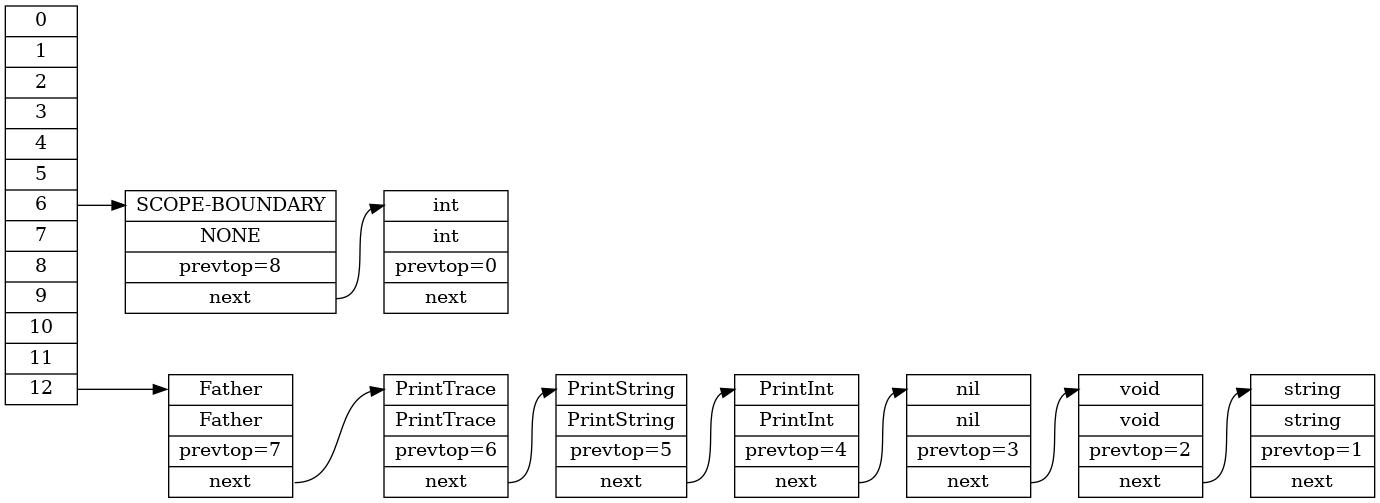 0
1
2
3
4
5
6
7
8
9
10
11
12
SCOPE-BOUNDARY
NONE
prevtop=8
next
int
int
prevtop=0
next
Father
Father
prevtop=7
next
PrintTrace
PrintTrace
prevtop=6
next
PrintString
PrintString
prevtop=5
next
PrintInt
PrintInt
prevtop=4
next
nil
nil
prevtop=3
next
void
void
prevtop=2
next
string
string
prevtop=1
next